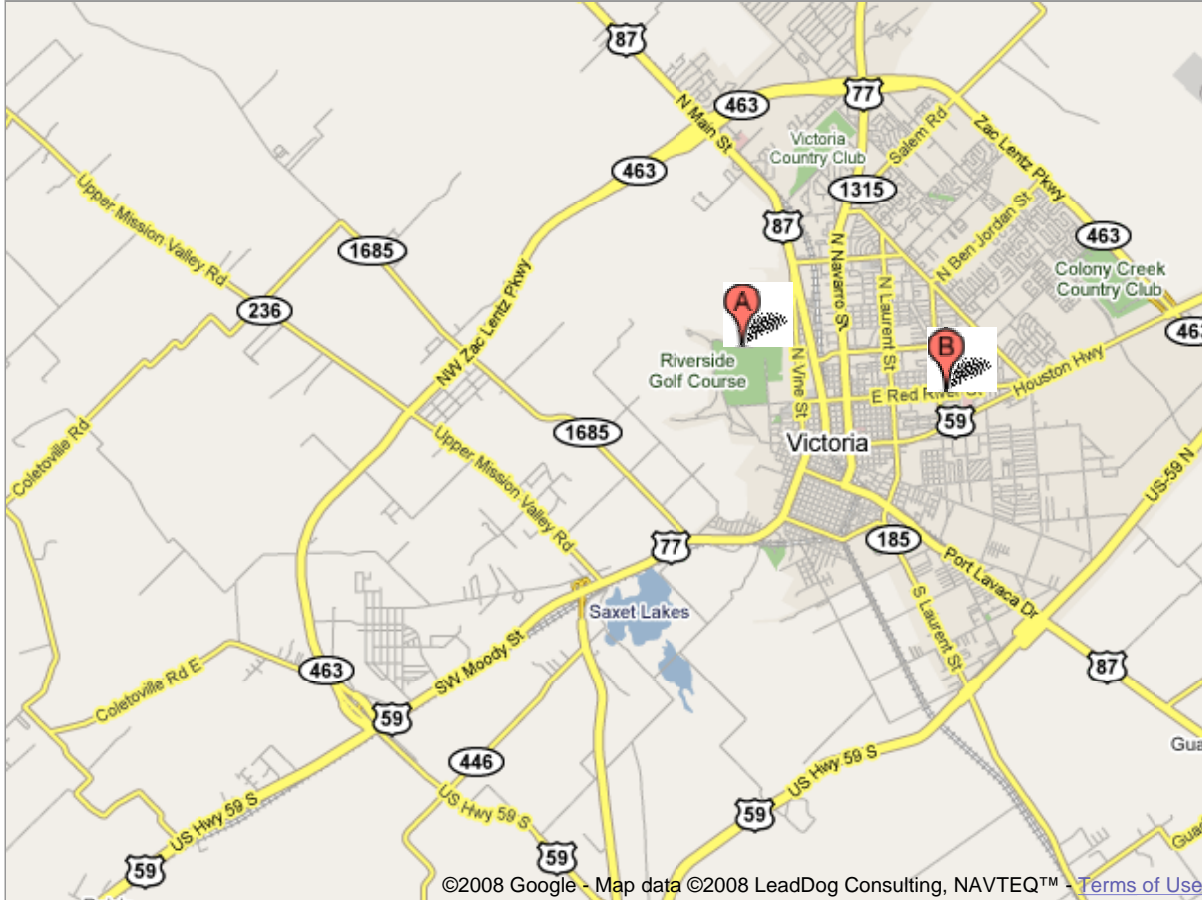 87
77
463
N Main St
Salem Rd
Zac Lentz Pkwy
Victoria
Country Club
463
1315
Upper Mission Valley Rd
87
N Ben Jordan St
463
1685
N Navarro St
Colony Creek
Country Club
N Laurent St
236
A
463
NW Zac Lentz Pkwy
B
Riverside
Golf Course
N Vine St
Houston Hwy
E Red River St
59
Coletoville Rd
1685
Victoria
Upper Mission Valley Rd
US-59 N
77
185
Port Lavaca Dr
Saxet Lakes
S Laurent St
SW Moody St
463
87
Coletoville Rd E
59
446
US Hwy 59 S
US Hwy 59 S
US Hwy 59 S
59
59
59
©2008 Google - Map data ©2008 LeadDog Consulting, NAVTEQ™ - Terms of Use